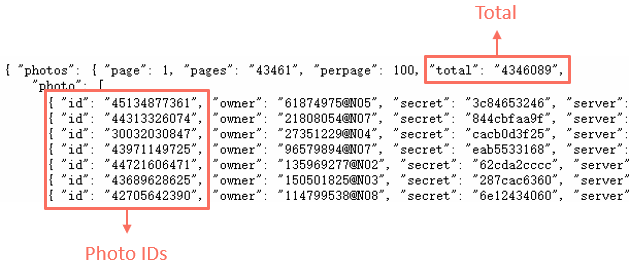 Total
{ "photos": { "page": 1, "pages": "43461", "perpage": 100, "total": "4346089",
"photo": [
{ "id": "45134877361", "owner": "61874975@N05", "secret": "3c84653246", "server":
{ "id": "44313326074", "owner": "21808054@N07", "secret": "844cbfaa9f", "server"
{ "id": "30032030847", "owner": "27351229@N04", "secret": "cacb0d3f25", "server"
{ "id": "43971149725", "owner": "96579894@N07", "secret": "eab5533168", "server"
{ "id": "44721606471", "owner": "135969277@N02", "secret": "62cda2cccc", "server
{ "id": "43689628625", "owner": "150501825@N03", "secret": "287cac6360", "server
{ "id": "42705642390", "owner": "114799538@N08", "secret": "6e12434060", "server
Photo IDs